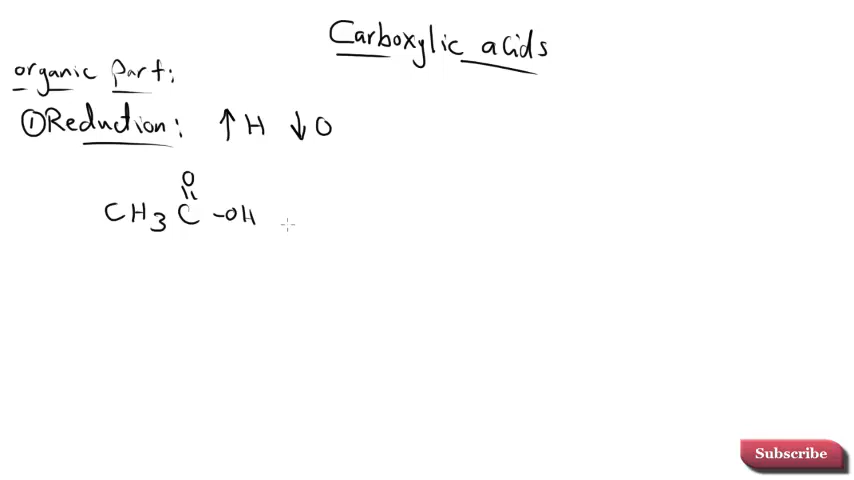 Carboxylic acids
organic part:
① Reduction: ↑ H ↓ O
O
CH3 C -OH
Subscribe